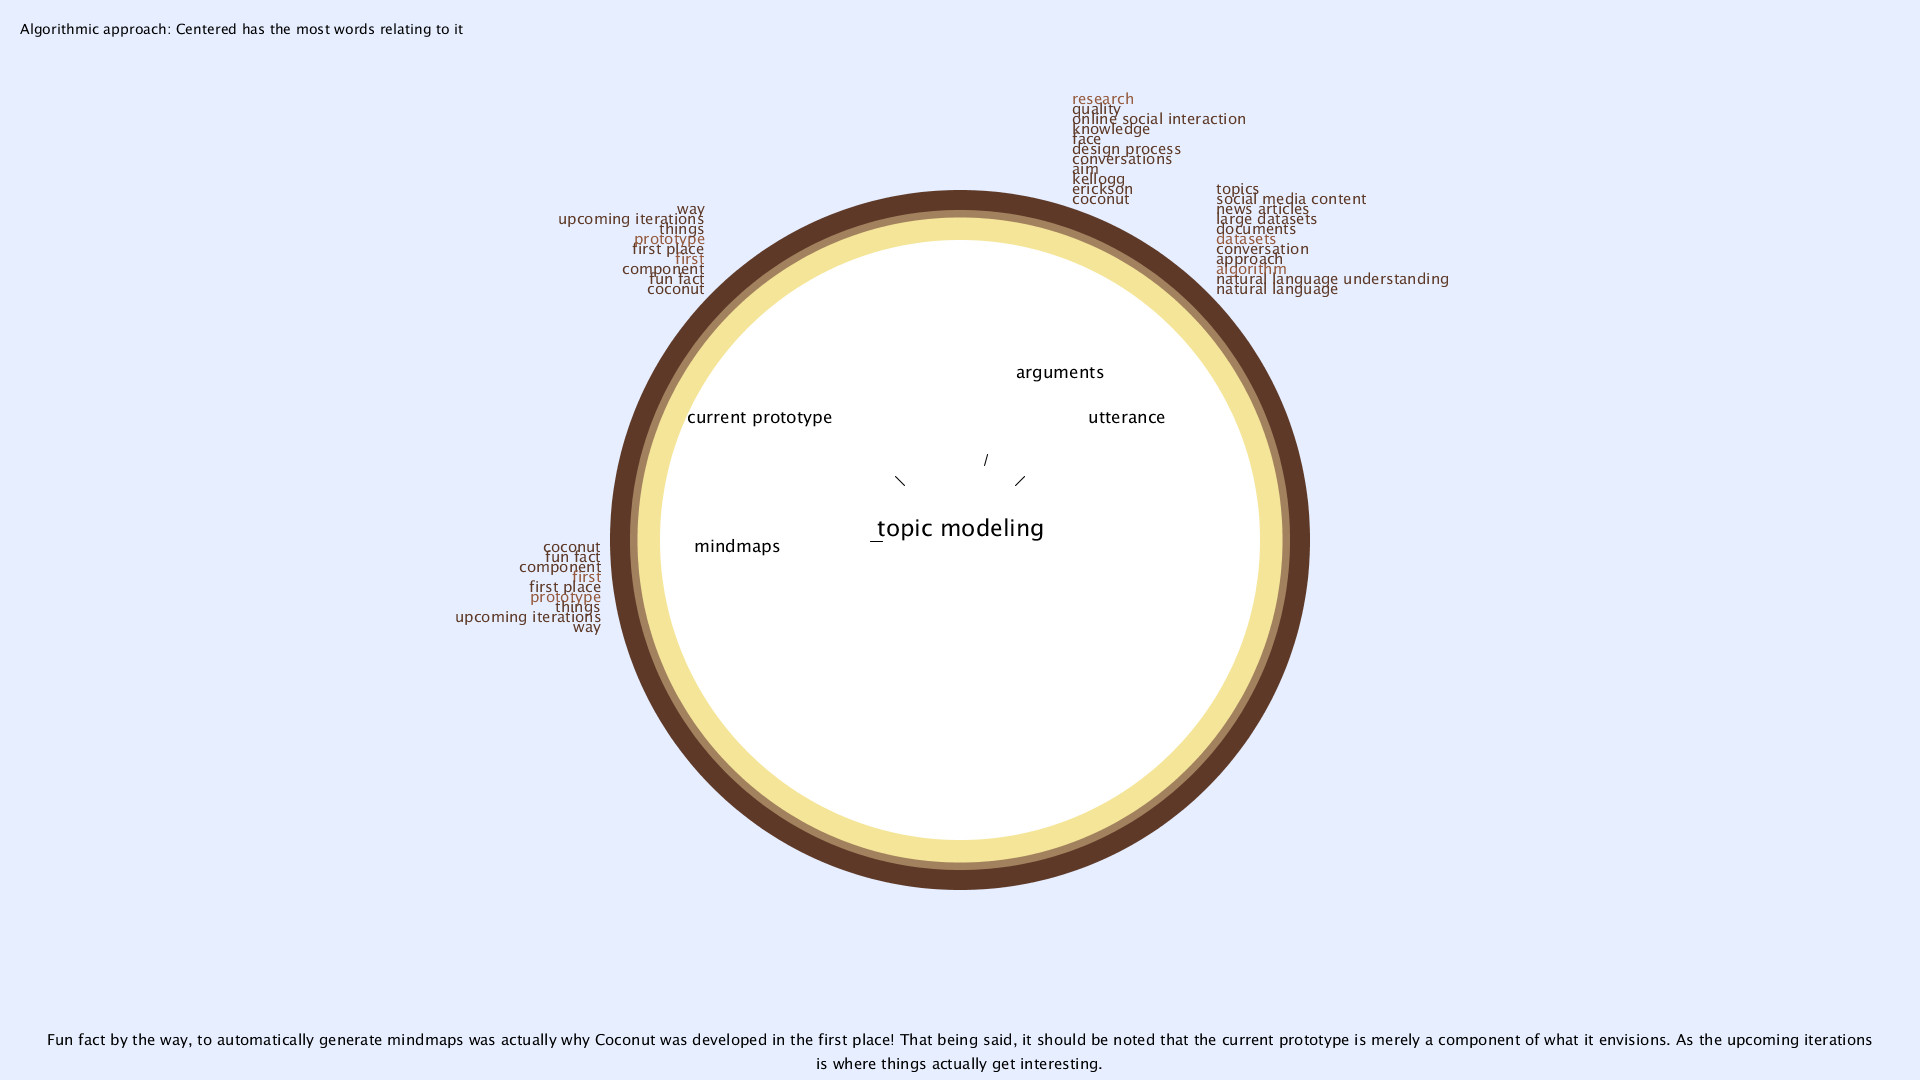 Algorithmic approach: Centered has the most words relating to it
research
quality
online social interaction
knowledge
face
design process
conversations
aim
kellogg
erickson
coconut
topics
social media content
news articles
large datasets
documents
datasets
conversation
approach
algorithm
natural language understanding
natural language
way
upcoming iterations
things
prototype
first place
first
component
fun fact
coconut
arguments
current prototype
utterance
topic modeling
mindmaps
coconut
fun fact
component
first
first place
prototype
things
upcoming iterations
way
Fun fact by the way, to automatically generate mindmaps was actually why Coconut was developed in the first place! That being said, it should be noted that the current prototype is merely a component of what it envisions. As the upcoming iterations
is where things actually get interesting.